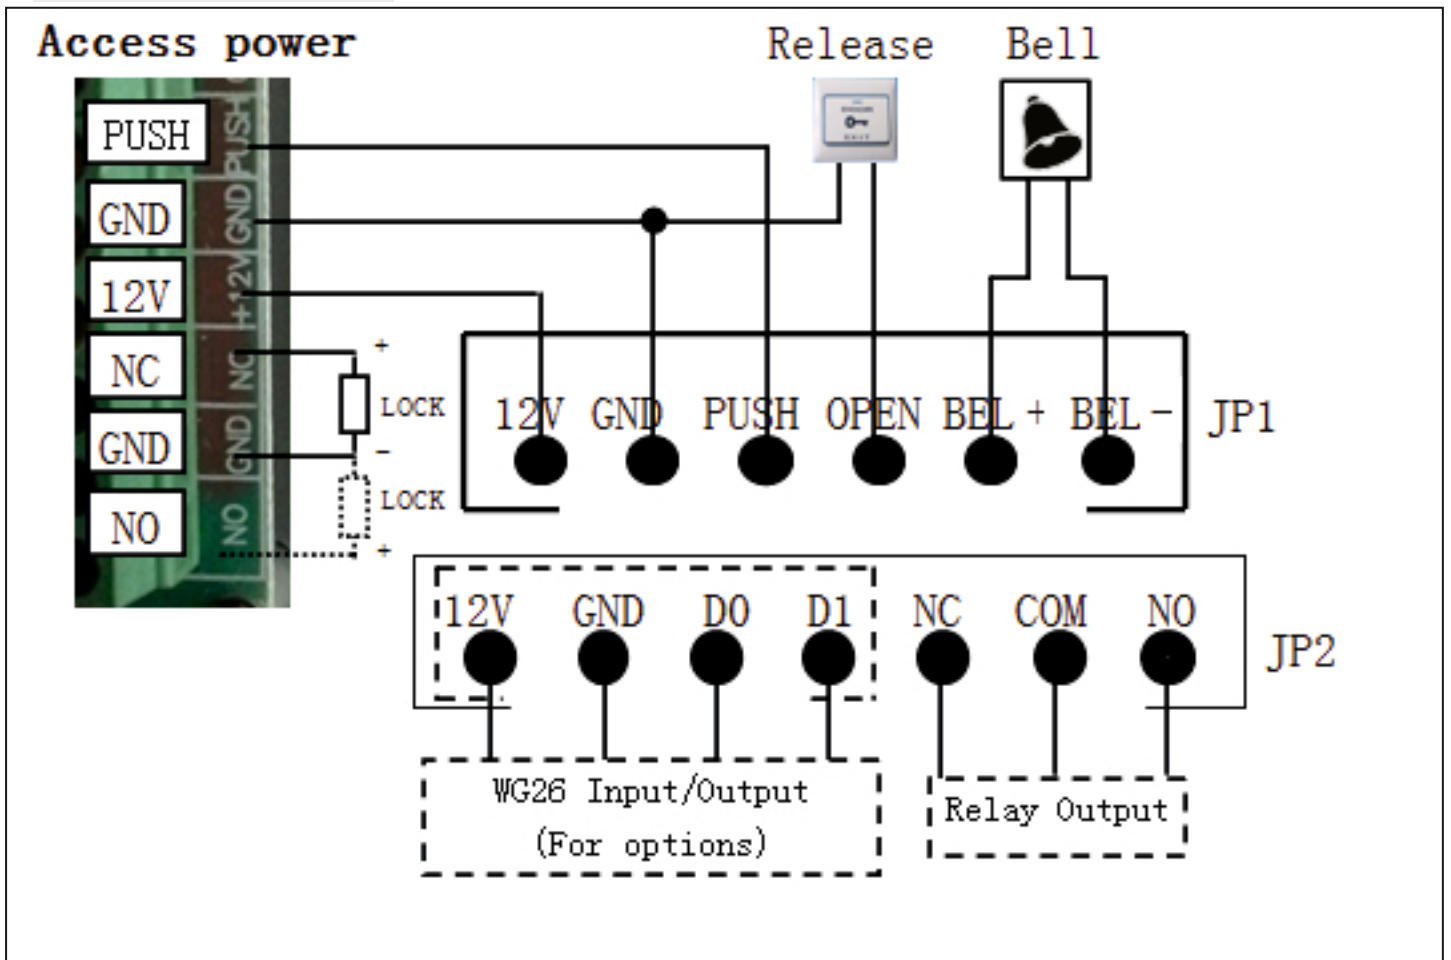 Access power
Release
Bell
PUSH
PUSH
GND
GND
12V
+12V
NC
NC
+
LOCK
GND
GND
-
LOCK
NO
NO
+
12V GND PUSH OPEN BEL + BEL -
JP1
12V GND D0 D1 NC COM NO
JP2
WG26 Input/Output
(For options)
Relay Output